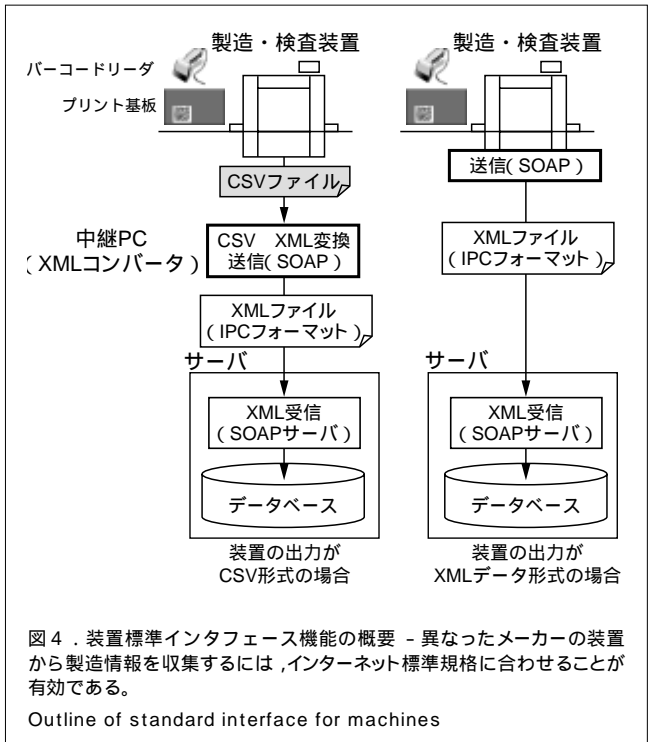 製造・検査装置
バーコードリーダ
プリント基板
CSVファイル
中継PC
（XMLコンバータ）
CSV　XML変換
送信（SOAP）
XMLファイル
（IPCフォーマット）
サーバ
XML受信
（SOAPサーバ）
データベース
装置の出力が
CSV形式の場合
製造・検査装置
送信（SOAP）
XMLファイル
（IPCフォーマット）
サーバ
XML受信
（SOAPサーバ）
データベース
装置の出力が
XMLデータ形式の場合
図４．装置標準インタフェース機能の概要 － 異なったメーカーの装置
から製造情報を収集するには，インターネット標準規格に合わせることが
有効である。
Outline of standard interface for machines